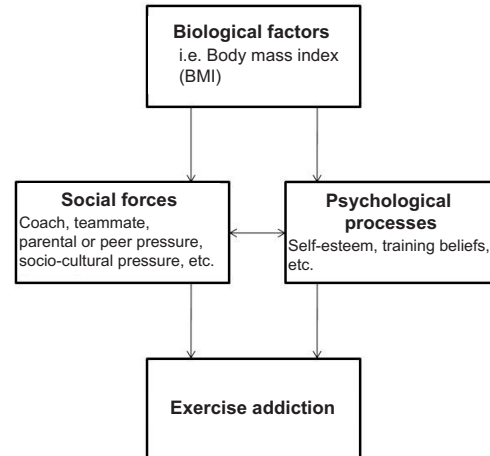 Biological factors
i.e. Body mass index
(BMI)
Social forces
Coach, teammate,
parental or peer pressure,
socio-cultural pressure, etc.
Psychological
processes
Self-esteem, training beliefs,
etc.
Exercise addiction